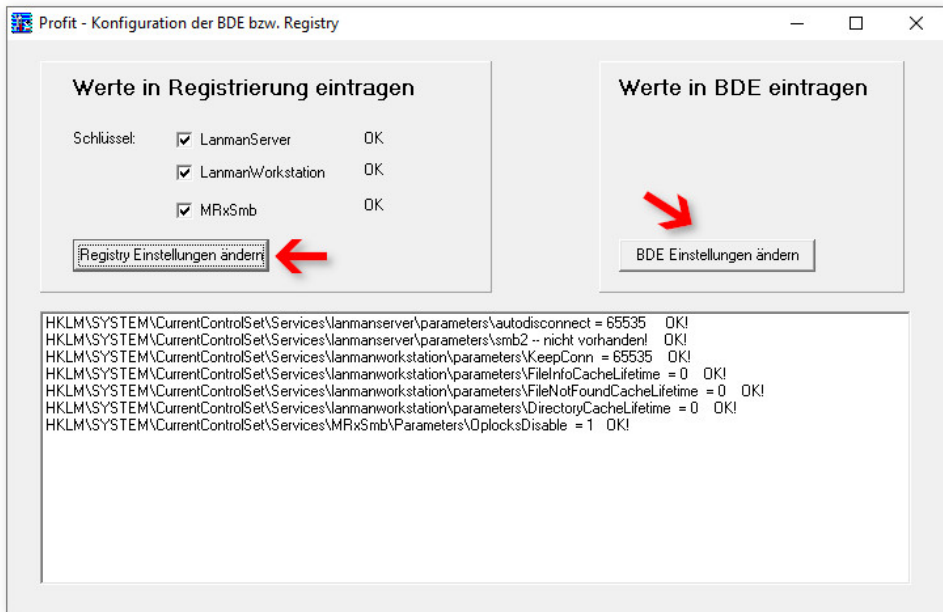 Profit - Konfiguration der BDE bzw. Registry
Werte in Registrierung eintragen
Schlüssel:
LanmanServer OK
LanmanWorkstation OK
MRxSmb OK
Registry Einstellungen ändern
Werte in BDE eintragen
BDE Einstellungen ändern
HKLM\SYSTEM\CurrentControlSet\Services\lanmanserver\parameters\autodisconnect = 65535 OK!
HKLM\SYSTEM\CurrentControlSet\Services\lanmanserver\parameters\smb2 -- nicht vorhanden! OK!
HKLM\SYSTEM\CurrentControlSet\Services\lanmanworkstation\parameters\KeepConn = 65535 OK!
HKLM\SYSTEM\CurrentControlSet\Services\lanmanworkstation\parameters\FileInfoCacheLifetime = 0 OK!
HKLM\SYSTEM\CurrentControlSet\Services\lanmanworkstation\parameters\FileNotFoundCacheLifetime = 0 OK!
HKLM\SYSTEM\CurrentControlSet\Services\lanmanworkstation\parameters\DirectoryCacheLifetime = 0 OK!
HKLM\SYSTEM\CurrentControlSet\Services\MRxSmb\Parameters\OplocksDisable = 1 OK!